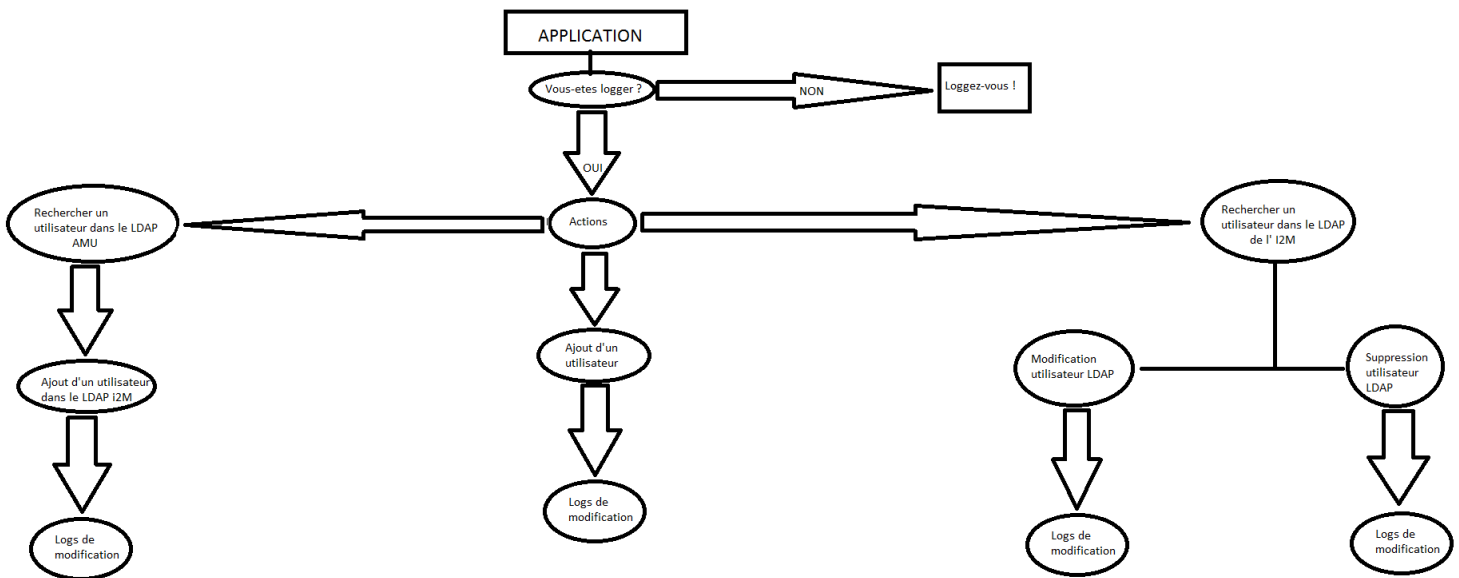 APPLICATION
Vous-etes logger ?
NON
Loggez-vous !
OUI
Rechercher un
utilisateur dans le LDAP
AMU
Actions
Rechercher un
utilisateur dans le LDAP
de l' I2M
Ajout d'un utilisateur
dans le LDAP I2M
Ajout d'un
utilisateur
Modification
utilisateur LDAP
Suppression
utilisateur
LDAP
Logs de
modification
Logs de
modification
Logs de
modification
Logs de
modification